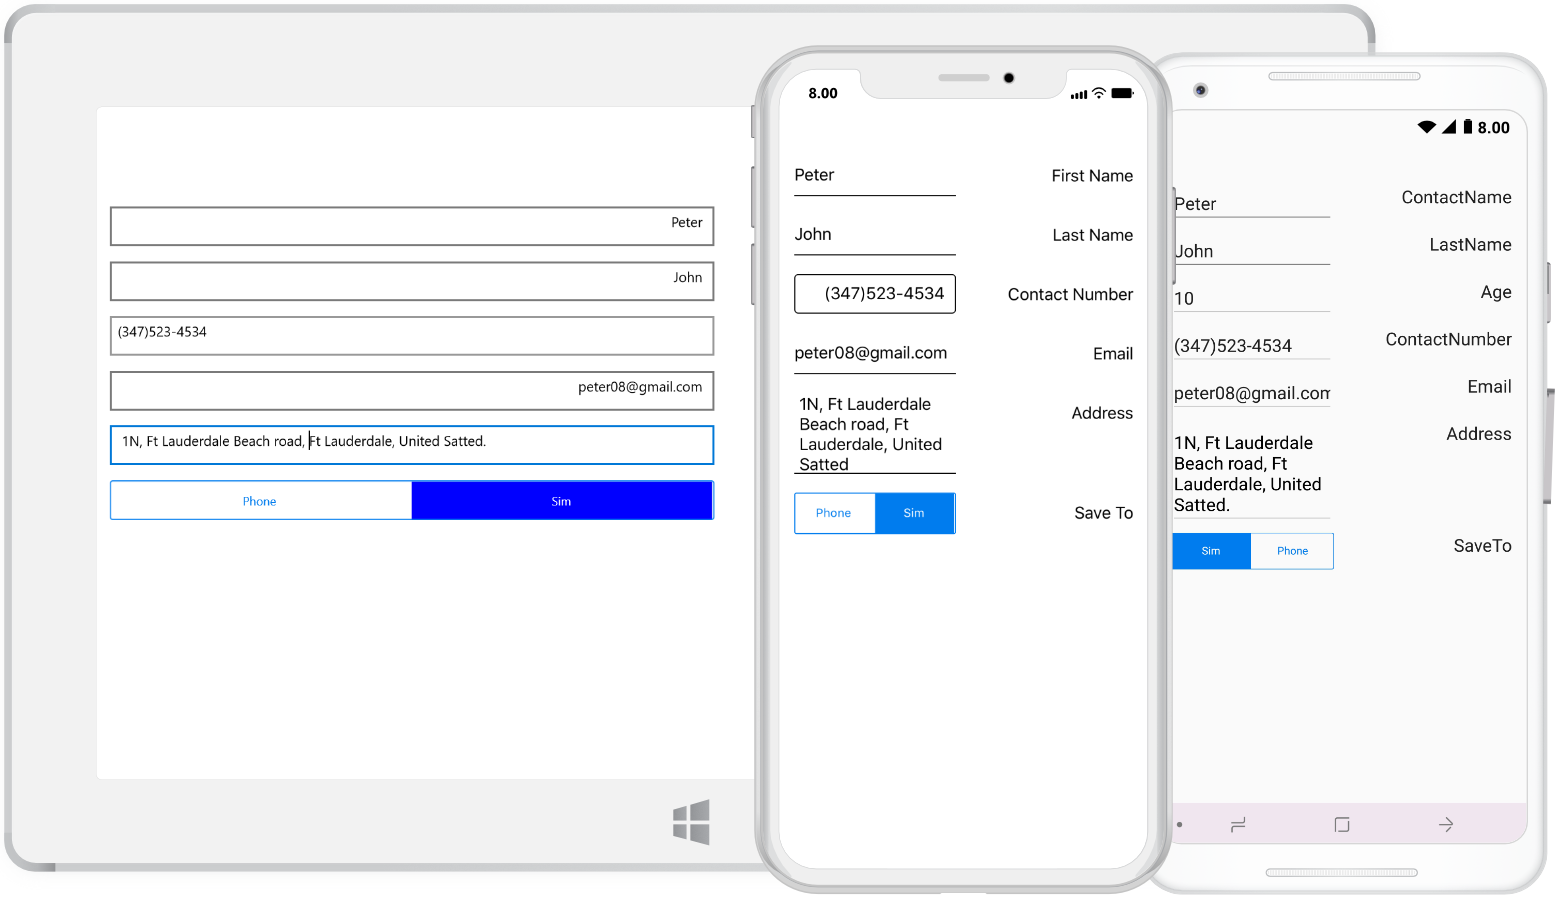 Peter
John
(347)523-4534
peter08@gmail.com
1N, Ft Lauderdale Beach road, Ft Lauderdale, United Satted.
Phone Sim
8.00
Peter First Name
John Last Name
(347)523-4534 Contact Number
peter08@gmail.com Email
1N, Ft Lauderdale
Beach road, Ft
Lauderdale, United
Satted
Address
Phone Sim Save To
8.00
Peter ContactName
John LastName
10 Age
(347)523-4534 ContactNumber
peter08@gmail.com Email
1N, Ft Lauderdale
Beach road, Ft
Lauderdale, United
Satted.
Address
Sim Phone SaveTo